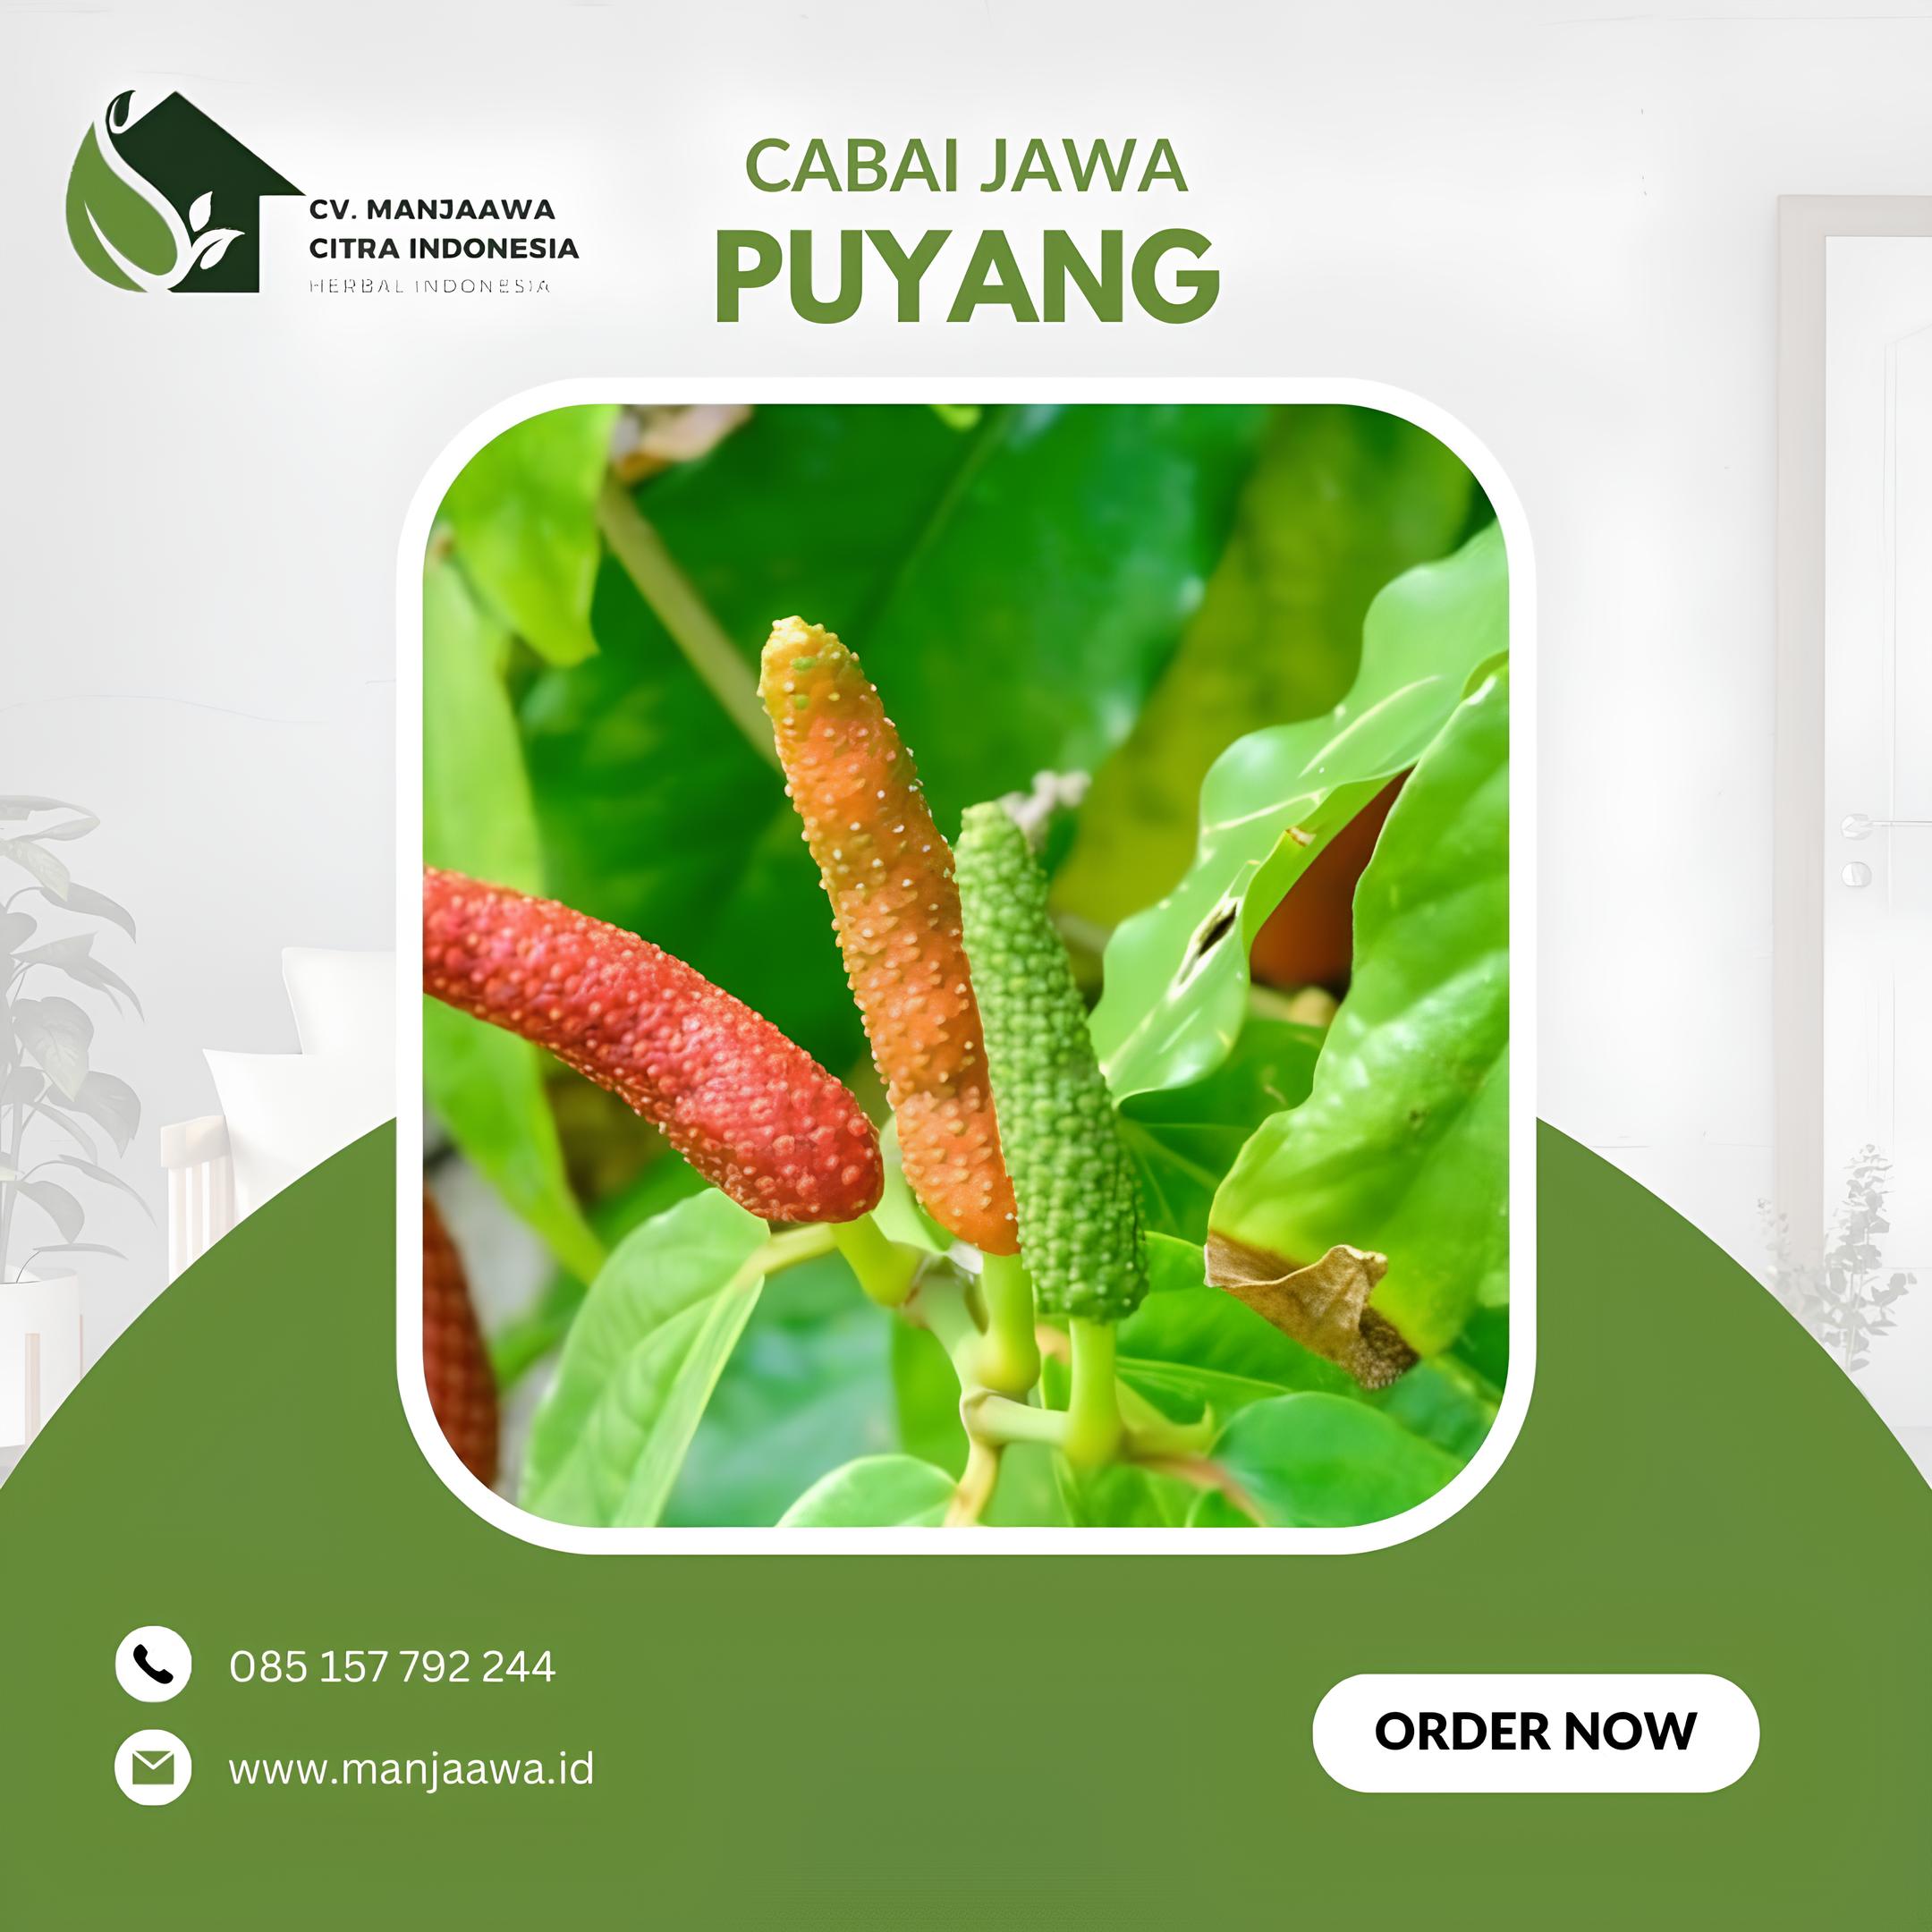 CV. MANJAAWA
CITRA INDONESIA
HERBAL INDONESIA
CABAI JAWA
PUYANG
085 157 792 244
www.manjaawa.id
ORDER NOW